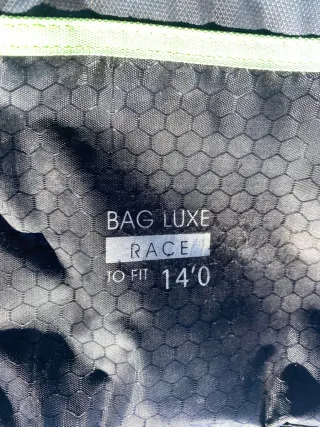 BAG LUXE
RACE
TO FIT 14'0